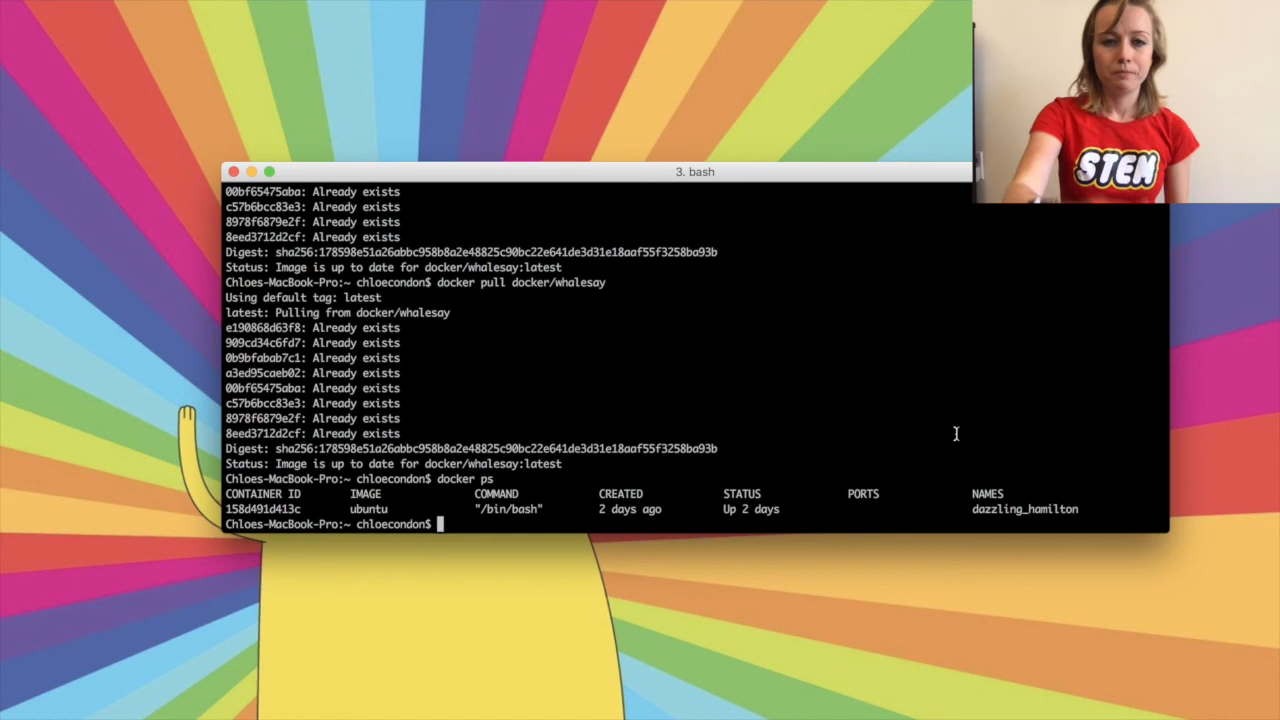 STEM
3. bash
00bf65475aba: Already exists
c57b6bcc83e3: Already exists
8978f6879e2f: Already exists
8eed3712d2cf: Already exists
Digest: sha256:178598e51a26abbc958b8a2e48825c90bc22e641de3d31e18aaf55f3258ba93b
Status: Image is up to date for docker/whalesay:latest
Chloes-MacBook-Pro:~ chloecondon$ docker pull docker/whalesay
Using default tag: latest
latest: Pulling from docker/whalesay
e190868d63f8: Already exists
909cd34c6fd7: Already exists
0b9bfabab7c1: Already exists
a3ed95caeb02: Already exists
00bf65475aba: Already exists
c57b6bcc83e3: Already exists
8978f6879e2f: Already exists
8eed3712d2cf: Already exists
Digest: sha256:178598e51a26abbc958b8a2e48825c90bc22e641de3d31e18aaf55f3258ba93b
Status: Image is up to date for docker/whalesay:latest
Chloes-MacBook-Pro:~ chloecondon$ docker ps
CONTAINER ID IMAGE COMMAND CREATED STATUS PORTS NAMES
158d491d413c ubuntu "/bin/bash" 2 days ago Up 2 days dazzling_hamilton
Chloes-MacBook-Pro:~ chloecondon$